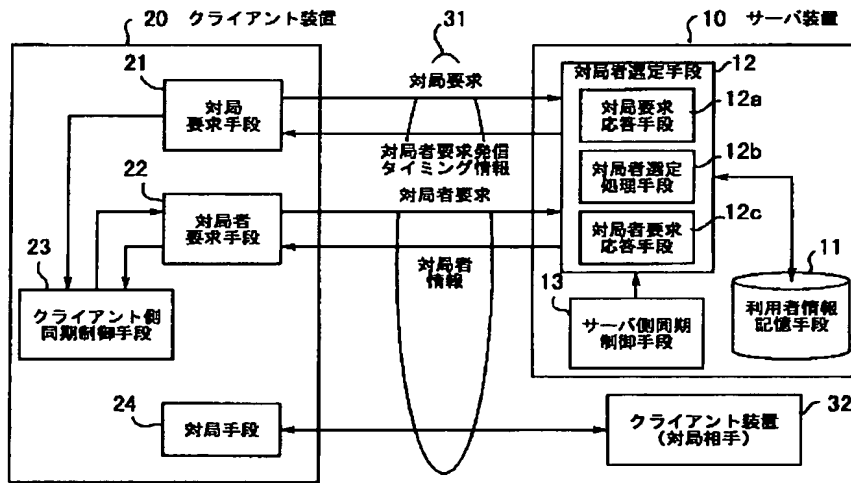 20 クライアント装置
31
10 サーバ装置
21
対局
要求手段
対局要求
対局者要求発信
タイミング情報
対局者選定手段
12
対局要求
応答手段
12a
対局者選定
処理手段
12b
対局者要求
応答手段
12c
22
対局者
要求手段
対局者要求
対局者
情報
23
クライアント側
同期制御手段
13
サーバ側同期
制御手段
11
利用者情報
記憶手段
24
対局手段
クライアント装置
(対局相手)
32